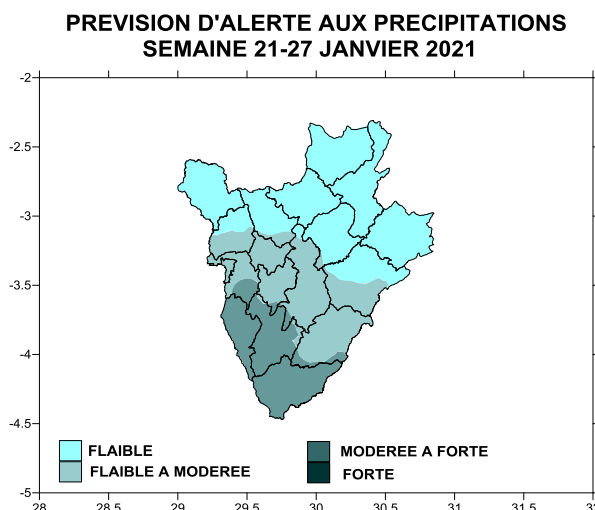 PREVISION D'ALERTE AUX PRECIPITATIONS
SEMAINE 21-27 JANVIER 2021
-2
-2.5
-3
-3.5
-4
-4.5
-5
FLAIBLE
FLAIBLE A MODEREE
MODEREE A FORTE
FORTE
28 28.5 29 29.5 30 30.5 31 31.5